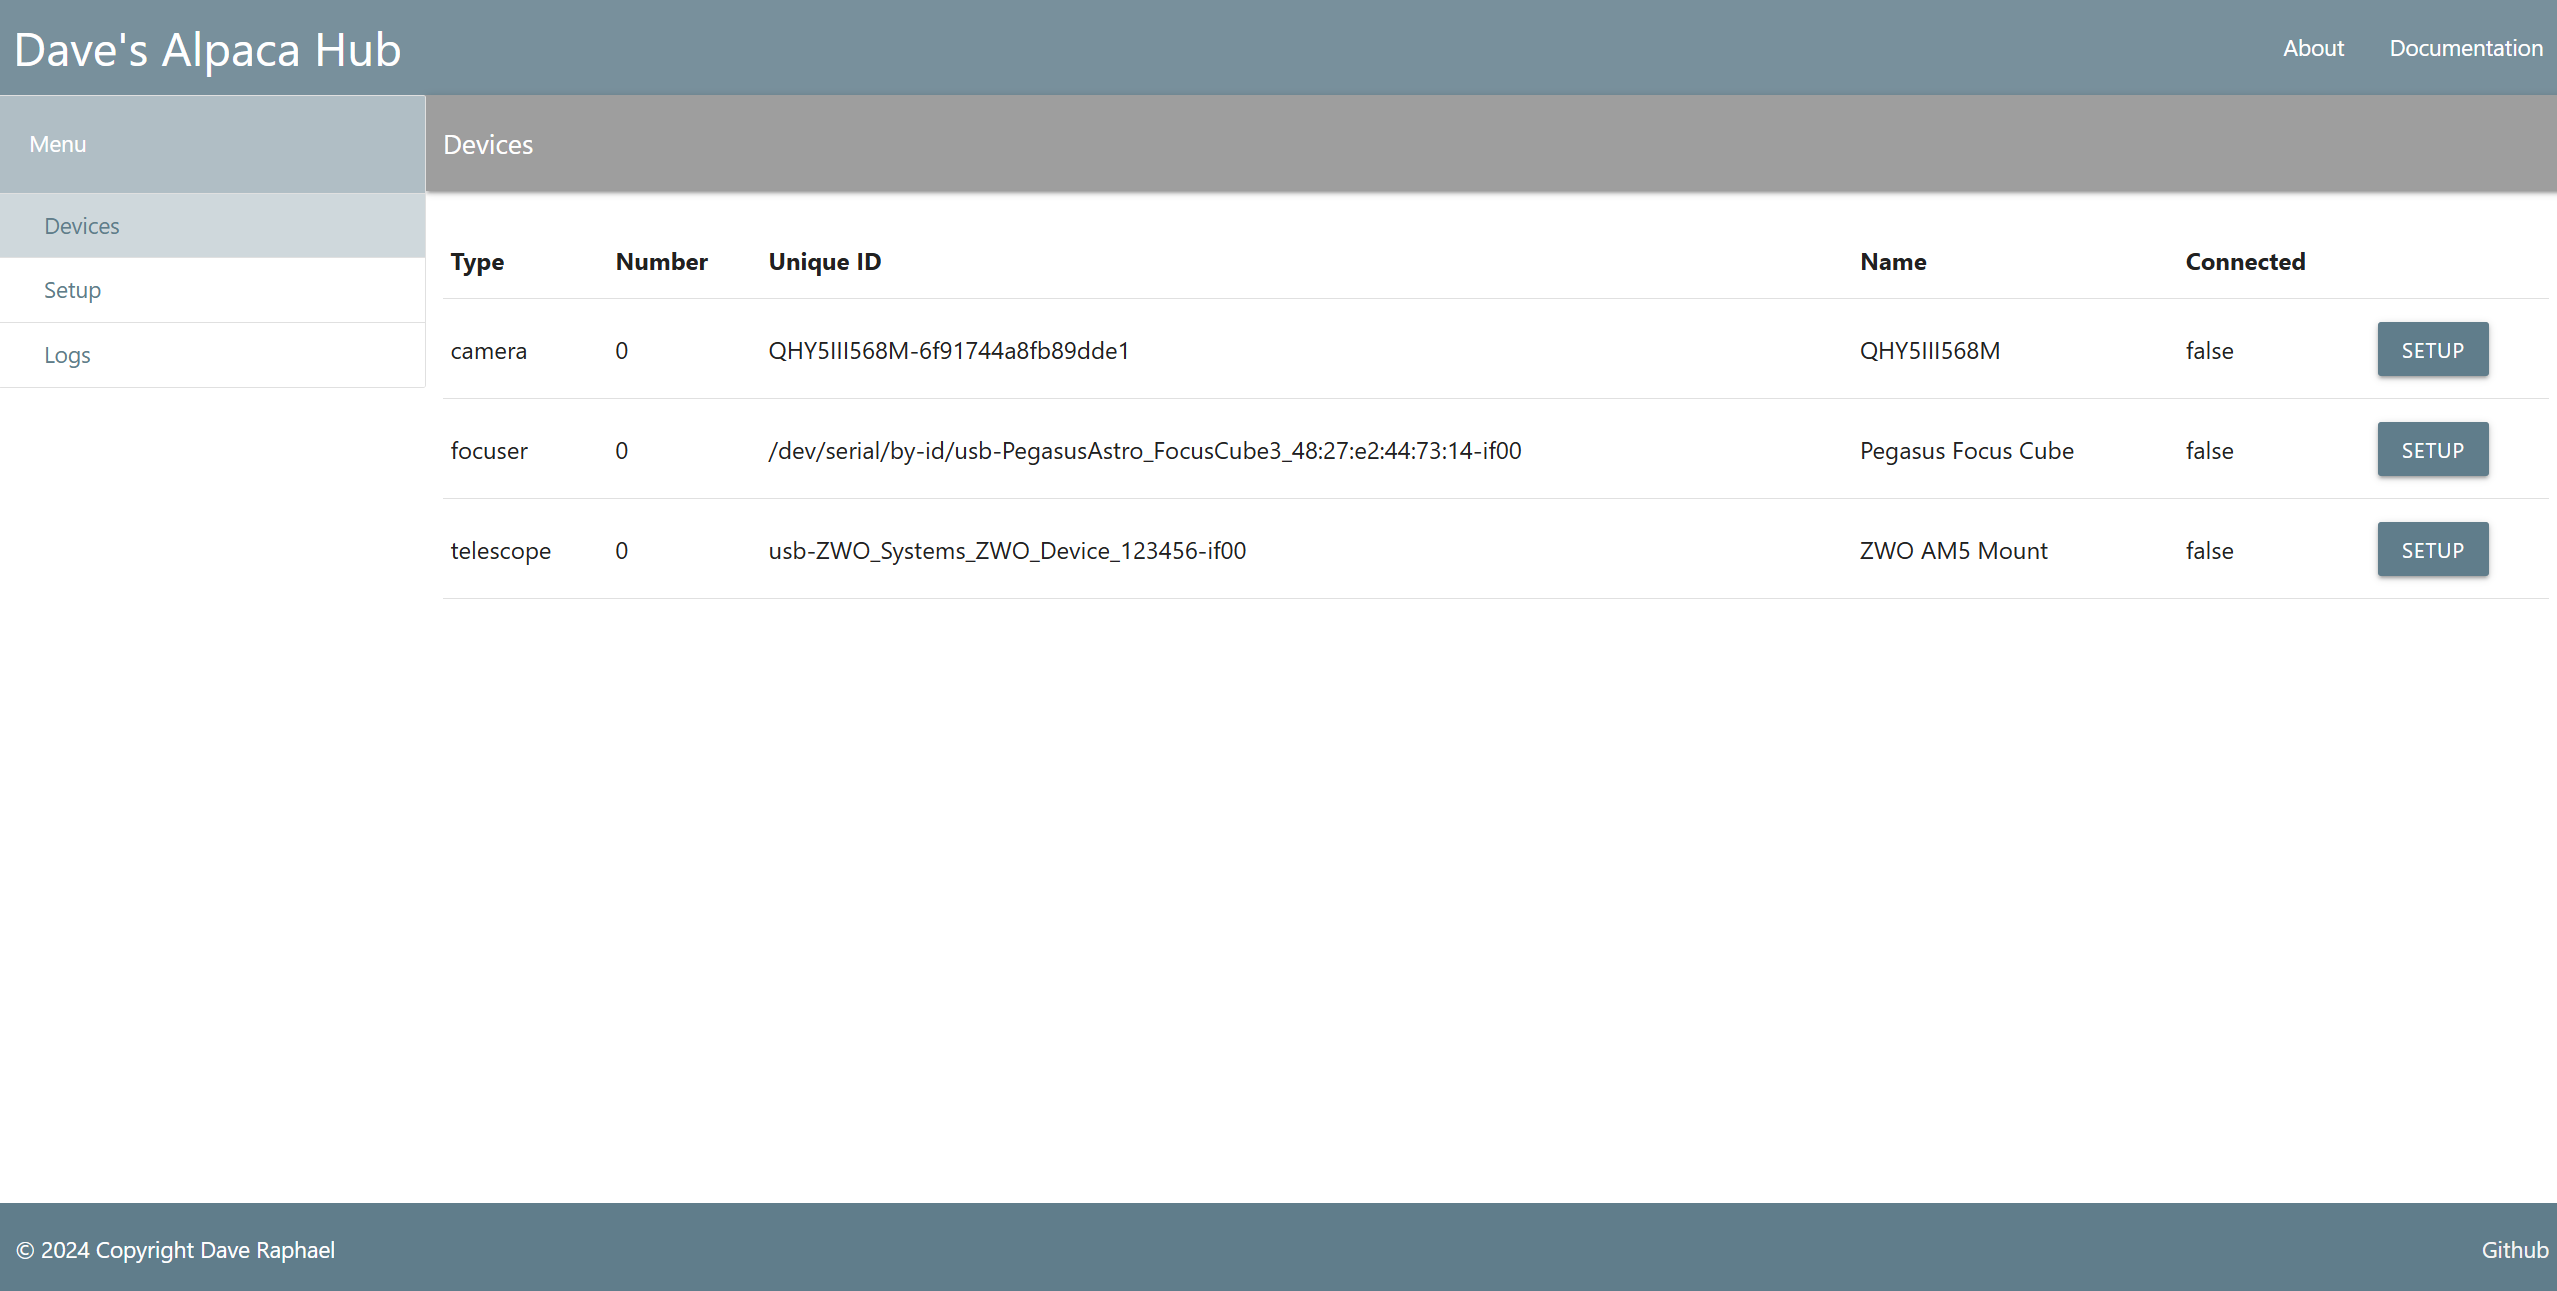 Dave's Alpaca Hub
About Documentation
Menu
Devices
Setup
Logs
Devices
Type Number Unique ID Name Connected
camera 0 QHY5III568M-6f91744a8fb89dde1 QHY5III568M false SETUP
focuser 0 /dev/serial/by-id/usb-PegasusAstro_FocusCube3_48:27:e2:44:73:14-if00 Pegasus Focus Cube false SETUP
telescope 0 usb-ZWO_Systems_ZWO_Device_123456-if00 ZWO AM5 Mount false SETUP
© 2024 Copyright Dave Raphael
Github